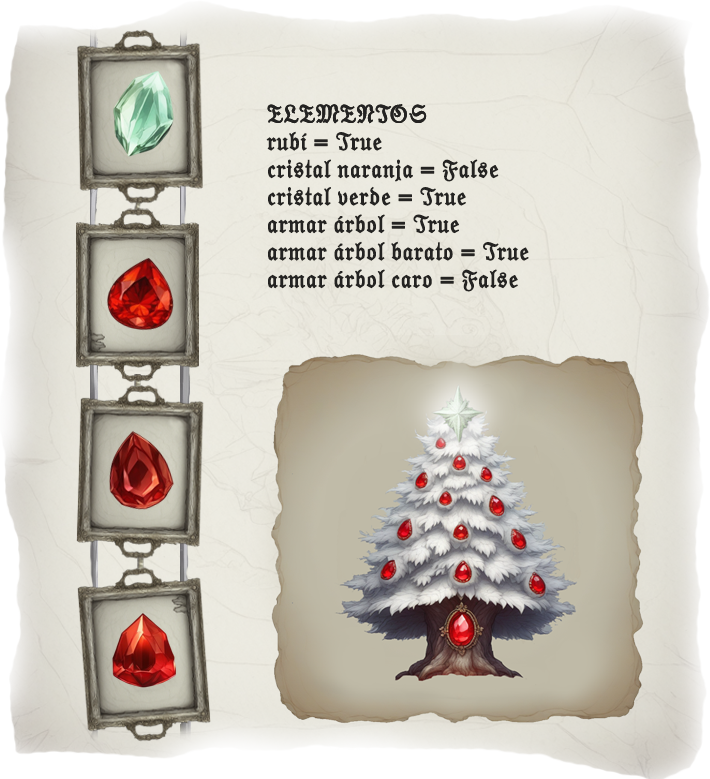 ELEMENTOS
rubí = True
cristal naranja = False
cristal verde = True
armar árbol = True
armar árbol barato = True
armar árbol caro = False